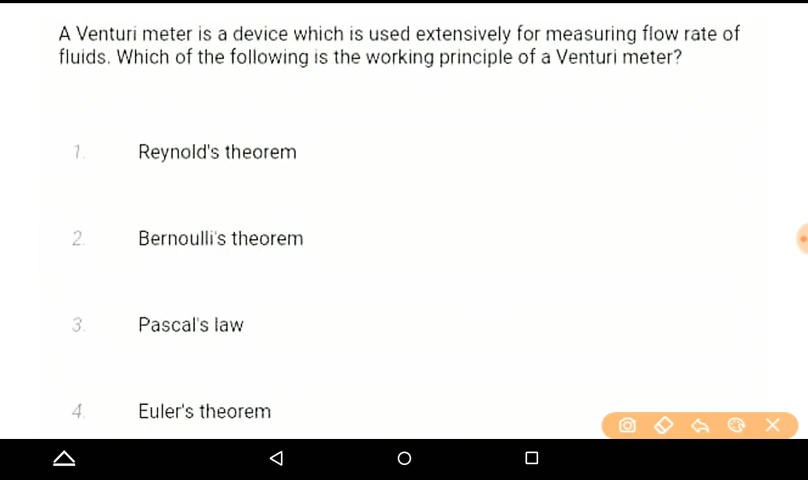 A Venturi meter is a device which is used extensively for measuring flow rate of
fluids. Which of the following is the working principle of a Venturi meter?
1. Reynold's theorem
2. Bernoulli's theorem
3. Pascal's law
4. Euler's theorem